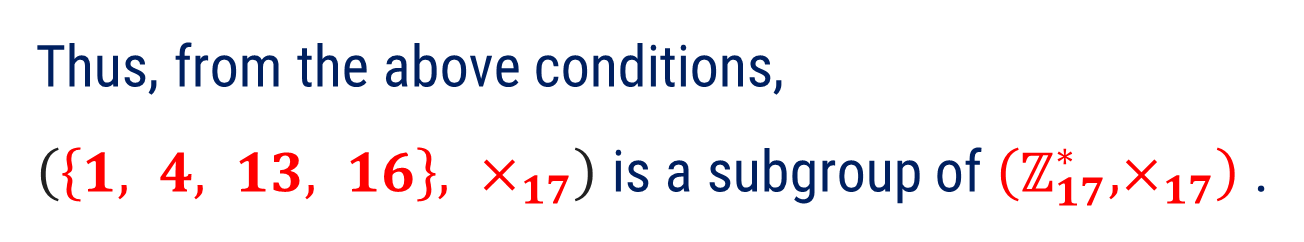 Thus, from the above conditions,
({1, 4, 13, 16}, ×₁₇) is a subgroup of (ℤ*₁₇,×₁₇) .